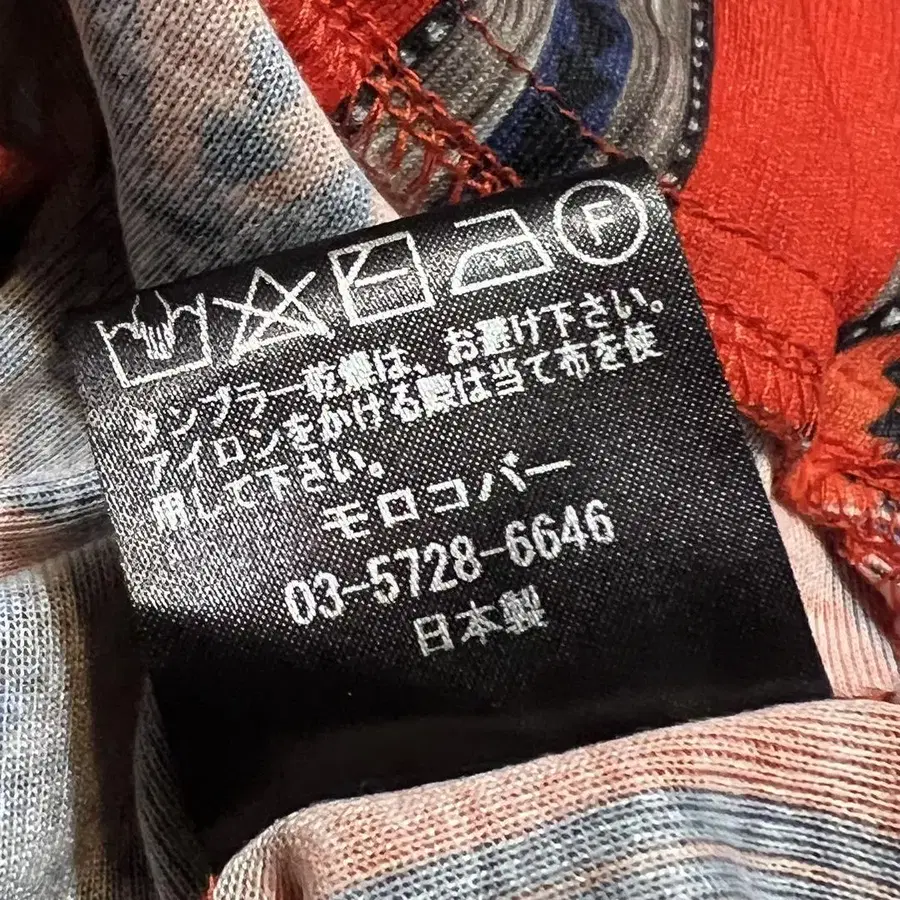 F
タンブラー乾燥は、お避け下さい。
アイロンをかける際は当て布を使
用して下さい。
モロコバー
03-5728-6646
日本製